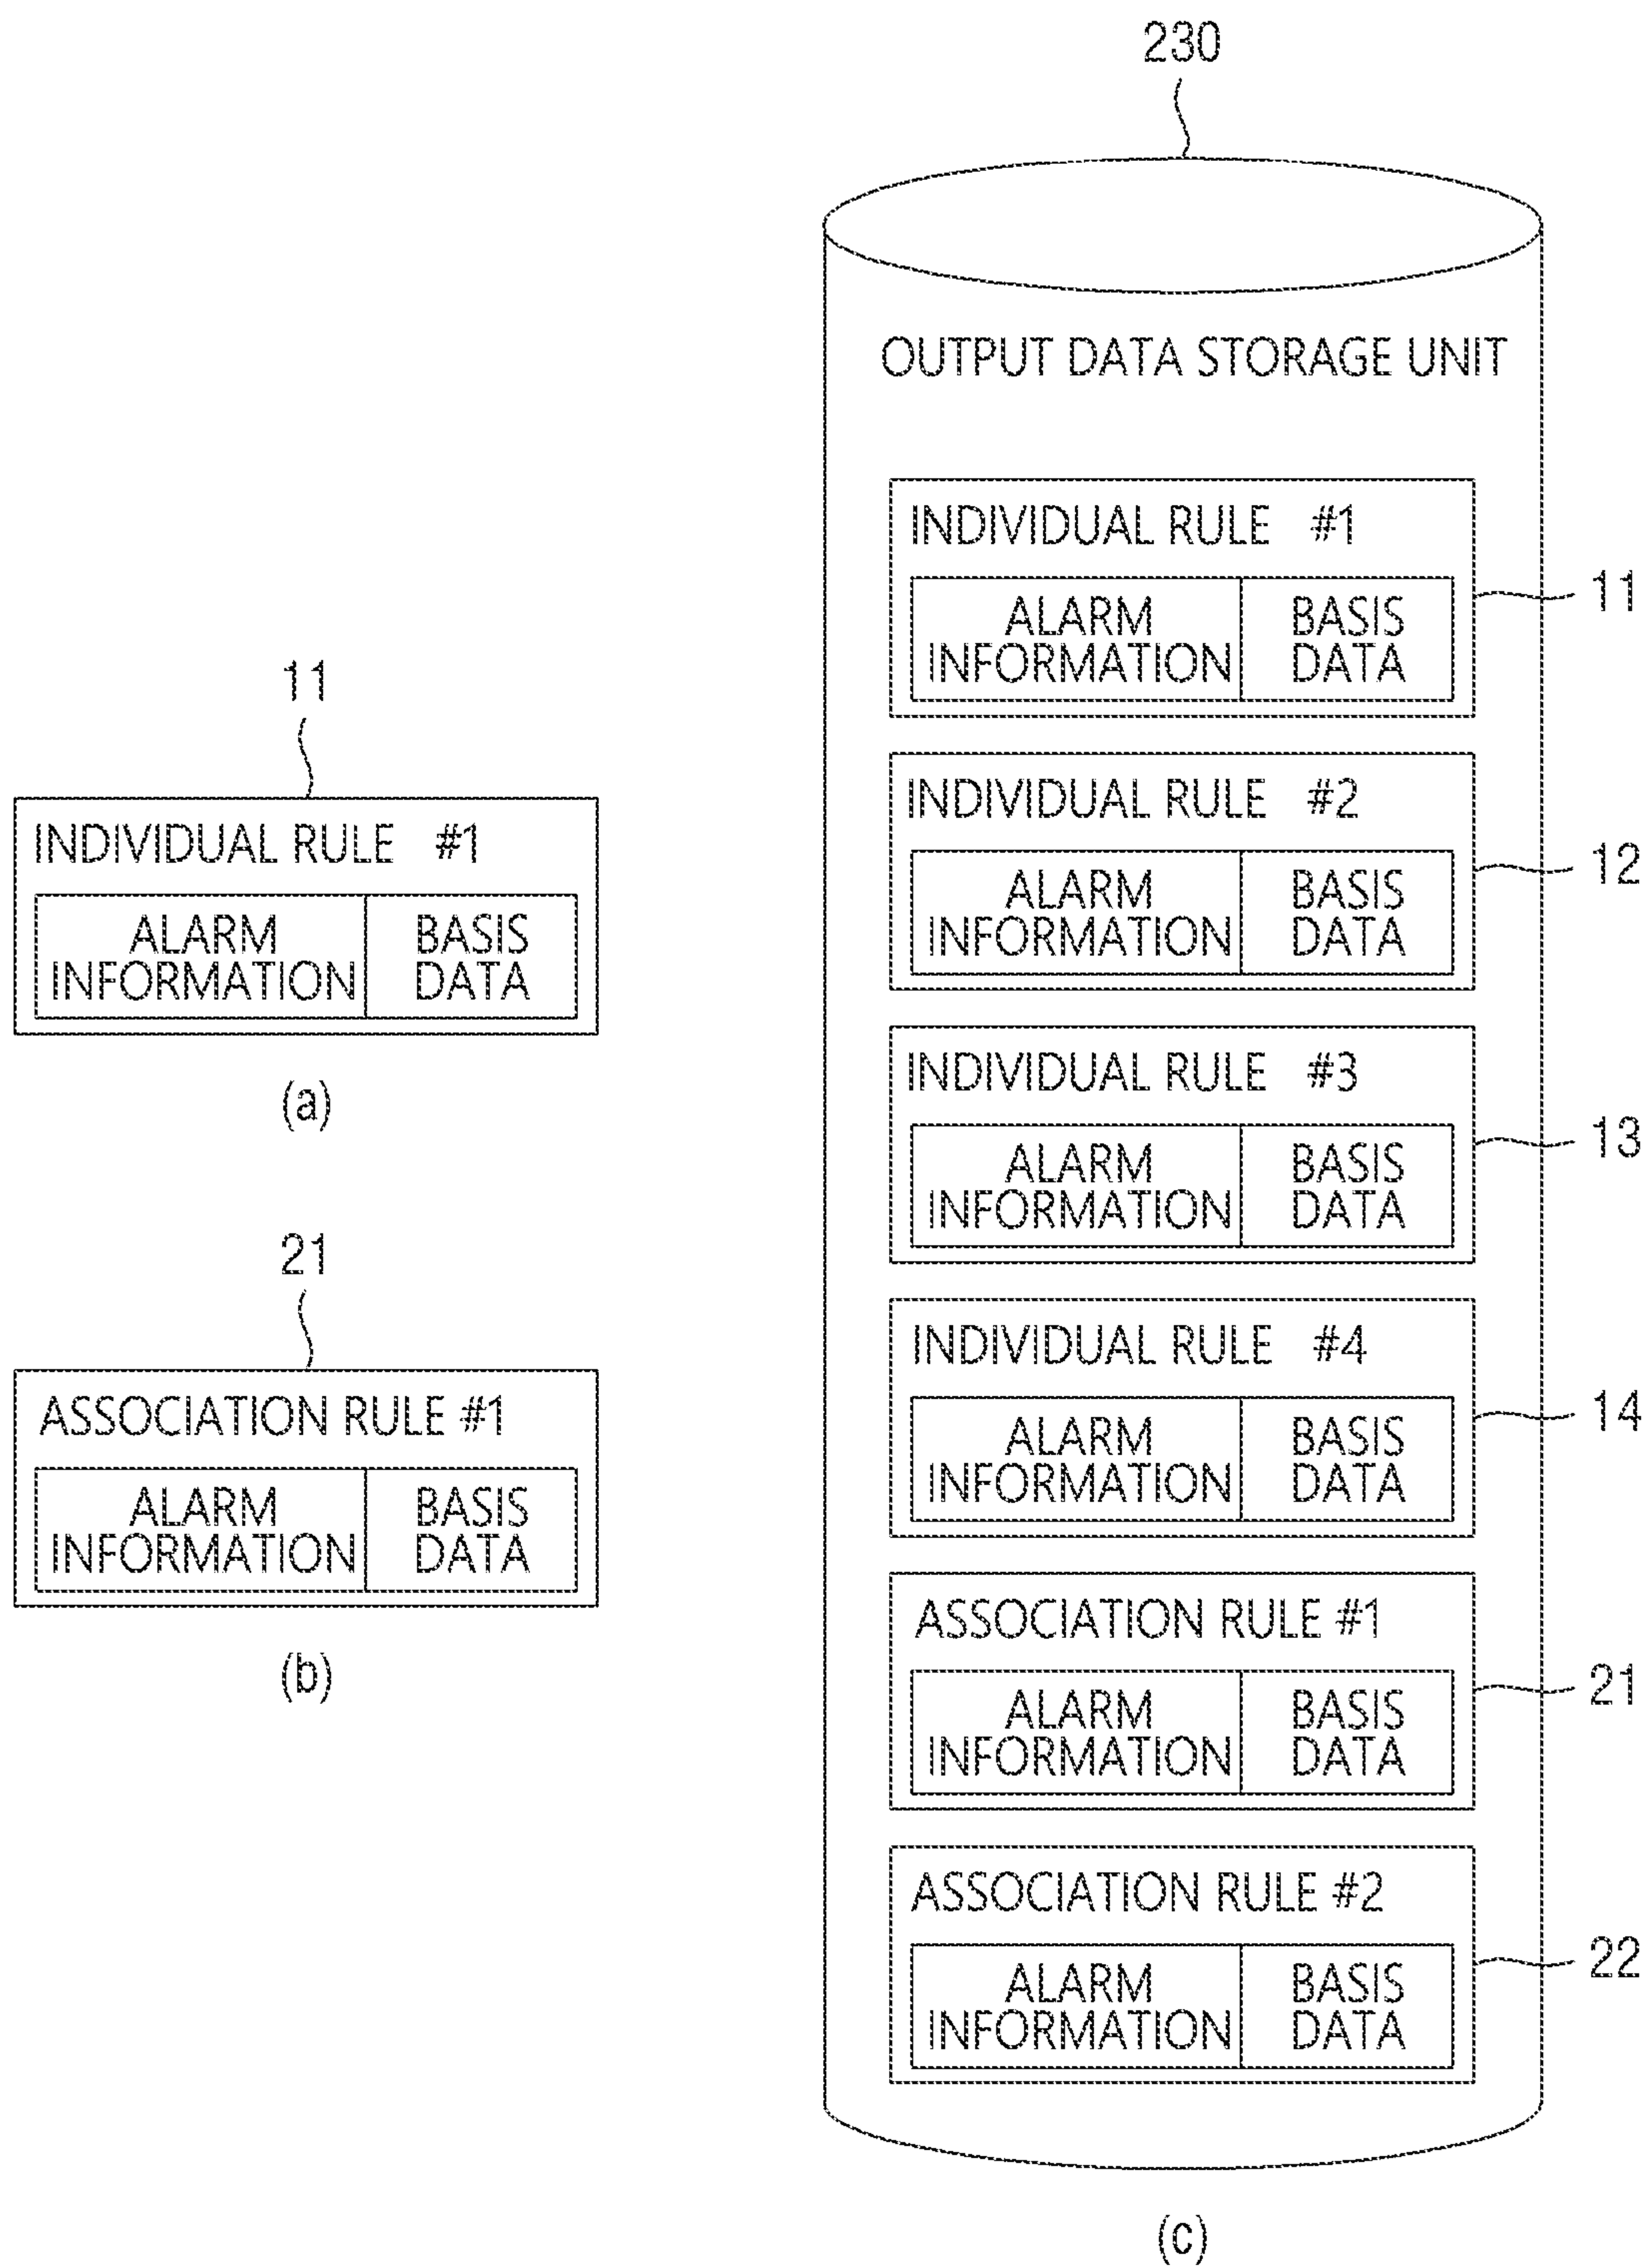 230
OUTPUT DATA STORAGE UNIT
INDIVIDUAL RULE #1
ALARM
INFORMATION
BASIS
DATA
11
INDIVIDUAL RULE #2
ALARM
INFORMATION
BASIS
DATA
12
INDIVIDUAL RULE #3
ALARM
INFORMATION
BASIS
DATA
13
INDIVIDUAL RULE #4
ALARM
INFORMATION
BASIS
DATA
14
ASSOCIATION RULE #1
ALARM
INFORMATION
BASIS
DATA
21
ASSOCIATION RULE #2
ALARM
INFORMATION
BASIS
DATA
22
(c)
11
INDIVIDUAL RULE #1
ALARM
INFORMATION
BASIS
DATA
(a)
21
ASSOCIATION RULE #1
ALARM
INFORMATION
BASIS
DATA
(b)